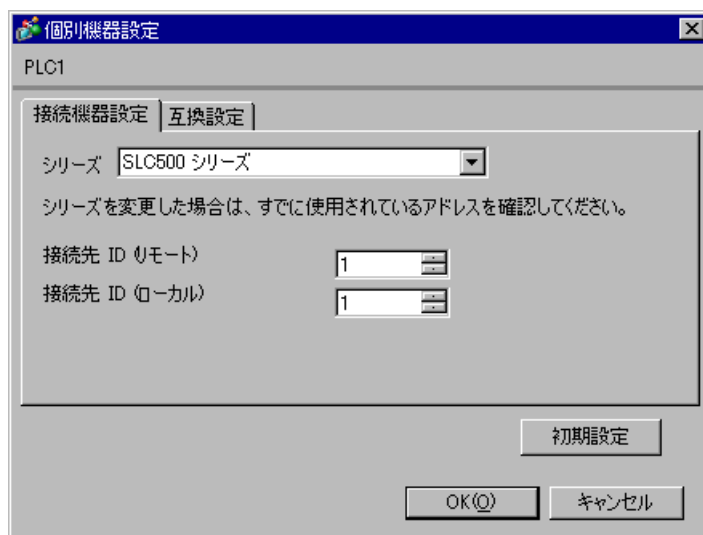 個別機器設定
PLC1
接続機器設定 互換設定
シリーズ SLC500 シリーズ
シリーズを変更した場合は、すでに使用されているアドレスを確認してください。
接続先 ID (リモート) 1
接続先 ID (ローカル) 1
初期設定
OK(O) キャンセル